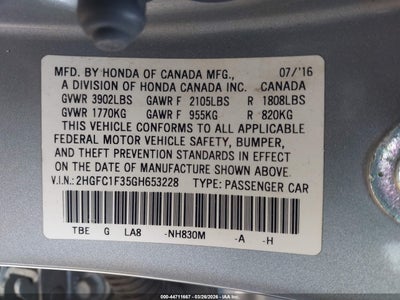 MFD. BY HONDA OF CANADA MFG., 07/'16
A DIVISION OF HONDA CANADA INC. CANADA
GVWR 3902LBS GAWR F 2105LBS R 1808LBS
GVWR 1770KG GAWR F 955KG R 820KG
THIS VEHICLE CONFORMS TO ALL APPLICABLE
FEDERAL MOTOR VEHICLE SAFETY, BUMPER,
AND THEFT PREVENTION STANDARDS IN EFFECT
ON THE DATE OF MANUFACTURE SHOWN ABOVE.
V.I.N.: 2HGFC1F35GH653228 TYPE: PASSENGER CAR
TBE G LA8 -NH830M -A -H
000-44711667 - 03/26/2026 - IAA Inc.